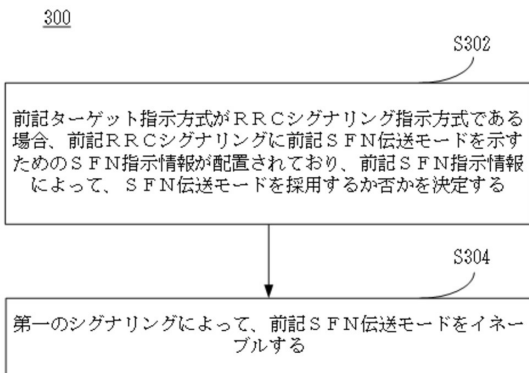 300
S302
前記ターゲット指示方式がＲＲＣシグナリング指示方式である
場合、前記ＲＲＣシグナリングに前記ＳＦＮ伝送モードを示す
ためのＳＦＮ指示情報が配置されており、前記ＳＦＮ指示情報
によって、ＳＦＮ伝送モードを採用するか否かを決定する
S304
第一のシグナリングによって、前記ＳＦＮ伝送モードをイネー
ブルする